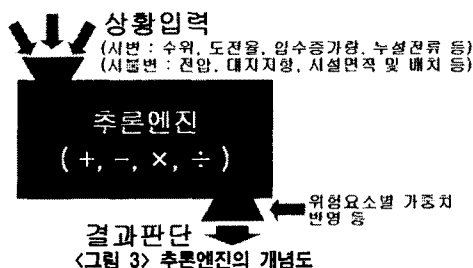 상황입력
(시변 : 수위, 도전율, 입수증가량, 누설전류 등)
(시불변 : 전압, 대지저항, 시설면적 및 배치 등)
추론엔진
( +, -, ×, ÷ )
위험요소별 가중치
반영 등
결과판단
<그림 3> 추론엔진의 개념도